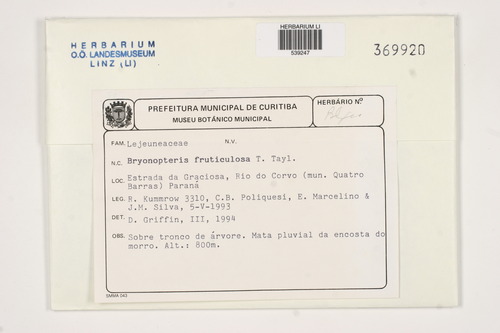 HERBARIUM LI
539247
HERBARIUM
O.Ö. LANDESMUSEUM
LINZ (LI)
369920
PREFEITURA MUNICIPAL DE CURITIBA
MUSEU BOTÂNICO MUNICIPAL
HERBÁRIO Nº
FAM. Lejeuneaceae N.V.
N.C. Bryonopteris fruticulosa T. Tayl.
LOC. Estrada da Graciosa, Rio do Corvo (mun. Quatro
Barras) Paraná
LEG. R. Kummrow 3310, C.B. Poliquesi, E. Marcelino &
J.M. Silva, 5-V-1993
DET. D. Griffin, III, 1994
OBS. Sobre tronco de árvore. Mata pluvial da encosta do
morro. Alt.: 800m.
SMMA 043